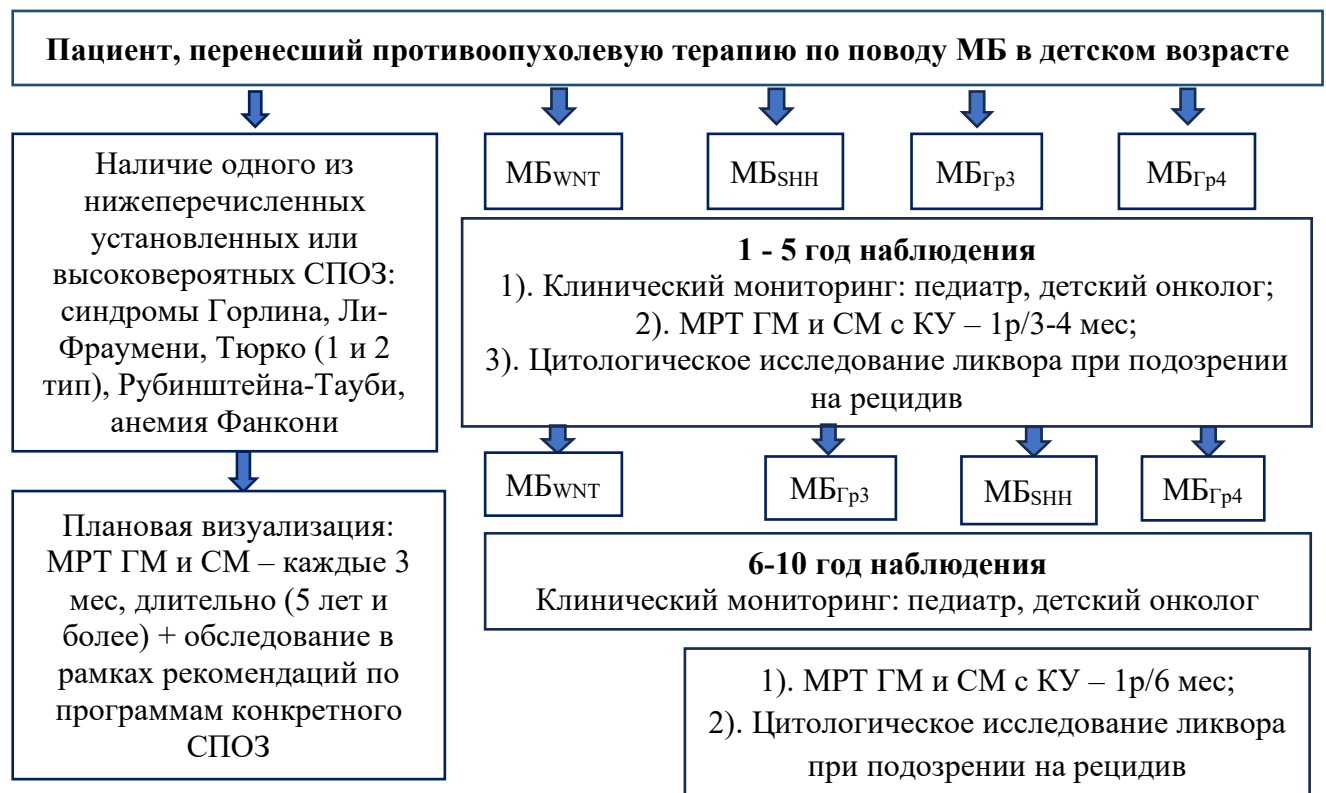 Пациент, перенесший противоопухолевую терапию по поводу МБ в детском возрасте
Наличие одного из
нижеперечисленных
установленных или
высоковероятных СПОЗ:
синдромы Горлина, Ли-
Фраумени, Тюрко (1 и 2
тип), Рубинштейна-Тауби,
анемия Фанкони
Плановая визуализация:
МРТ ГМ и СМ – каждые 3
мес, длительно (5 лет и
более) + обследование в
рамках рекомендаций по
программам конкретного
СПОЗ
МБWNT
МБSHH
МБГр3
МБГр4
1 - 5 год наблюдения
1). Клинический мониторинг: педиатр, детский онколог;
2). МРТ ГМ и СМ с КУ – 1р/3-4 мес;
3). Цитологическое исследование ликвора при подозрении
на рецидив
МБWNT
МБГр3
МБSHH
МБГр4
6-10 год наблюдения
Клинический мониторинг: педиатр, детский онколог
1). МРТ ГМ и СМ с КУ – 1р/6 мес;
2). Цитологическое исследование ликвора
при подозрении на рецидив